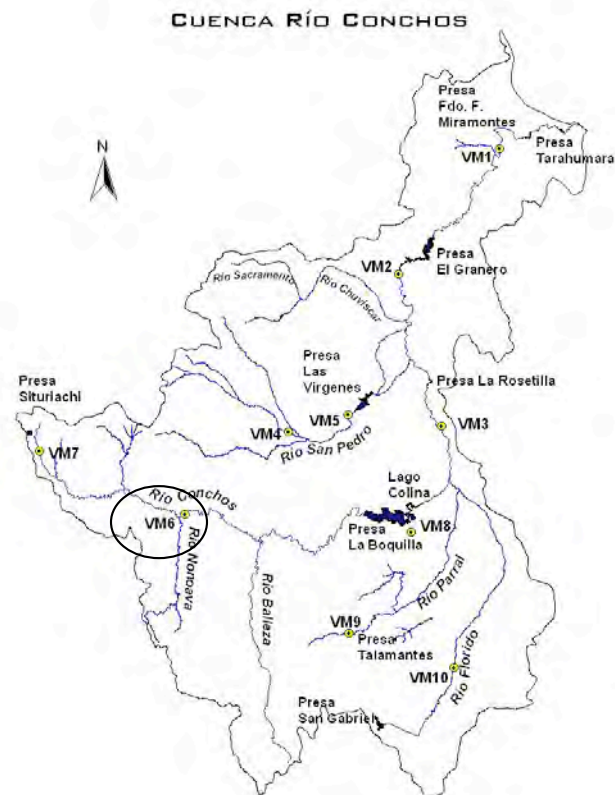 CUENCA RÍO CONCHOS
N
Presa
Fdo. F.
Miramontes
VM1
Presa
Tarahumara
VM2
Presa
El Granero
Río Sacramento
Río Chuviscar
Presa
Las
Virgenes
Presa La Rosetilla
Presa
Situriachi
VM4
VM5
VM3
Río San Pedro
VM7
Lago
Colina
Río Conchos
VM6
Presa
La Boquilla
VM8
Río Nonoava
Río Balleza
Río Parral
VM9
Presa
Talamantes
VM10
Río Florido
Presa
San Gabriel